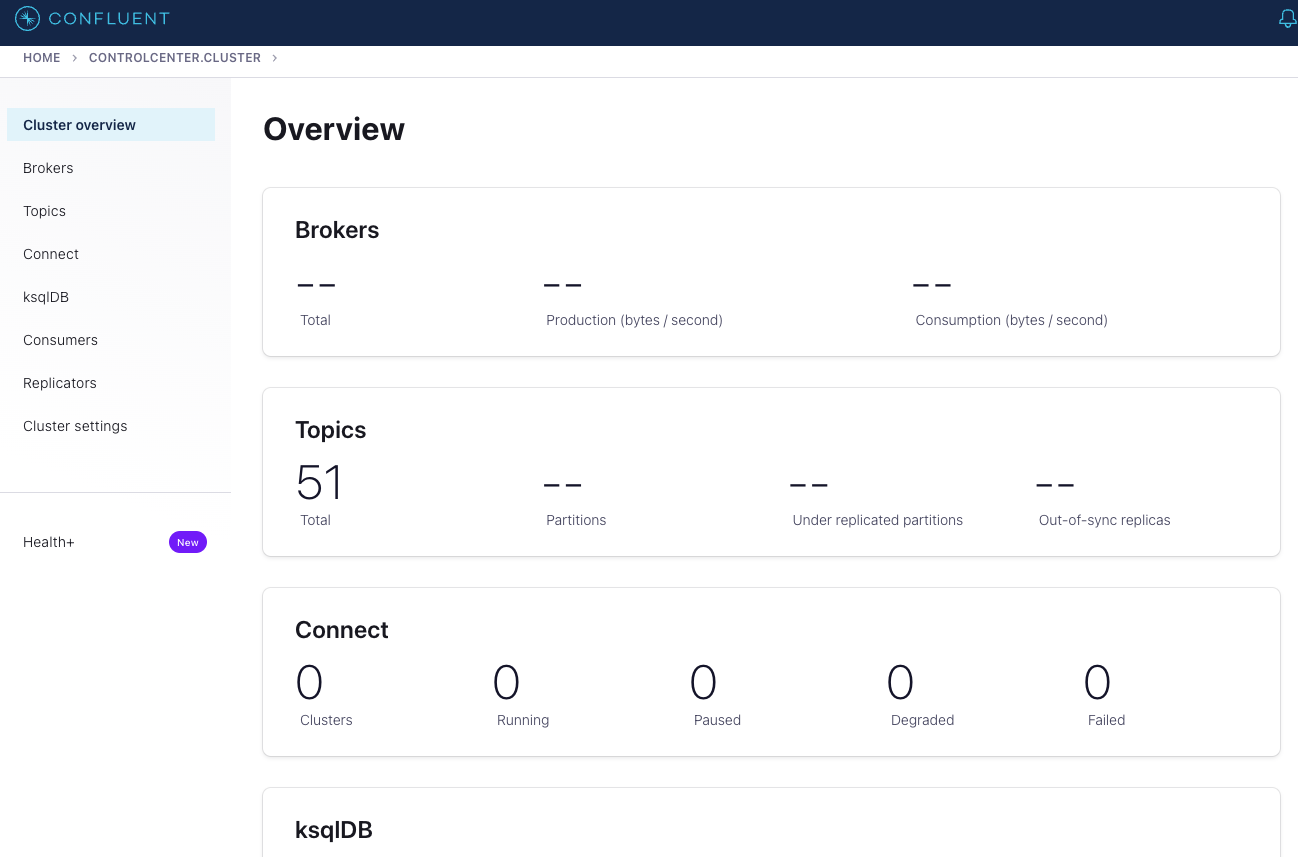 CONFLUENT
HOME > CONTROLCENTER.CLUSTER >
Cluster overview
Brokers
Topics
Connect
ksqlDB
Consumers
Replicators
Cluster settings
Health+ New
Overview
Brokers
-- -- --
Total Production (bytes / second) Consumption (bytes / second)
Topics
51 -- -- --
Total Partitions Under replicated partitions Out-of-sync replicas
Connect
0 0 0 0 0
Clusters Running Paused Degraded Failed
ksqlDB